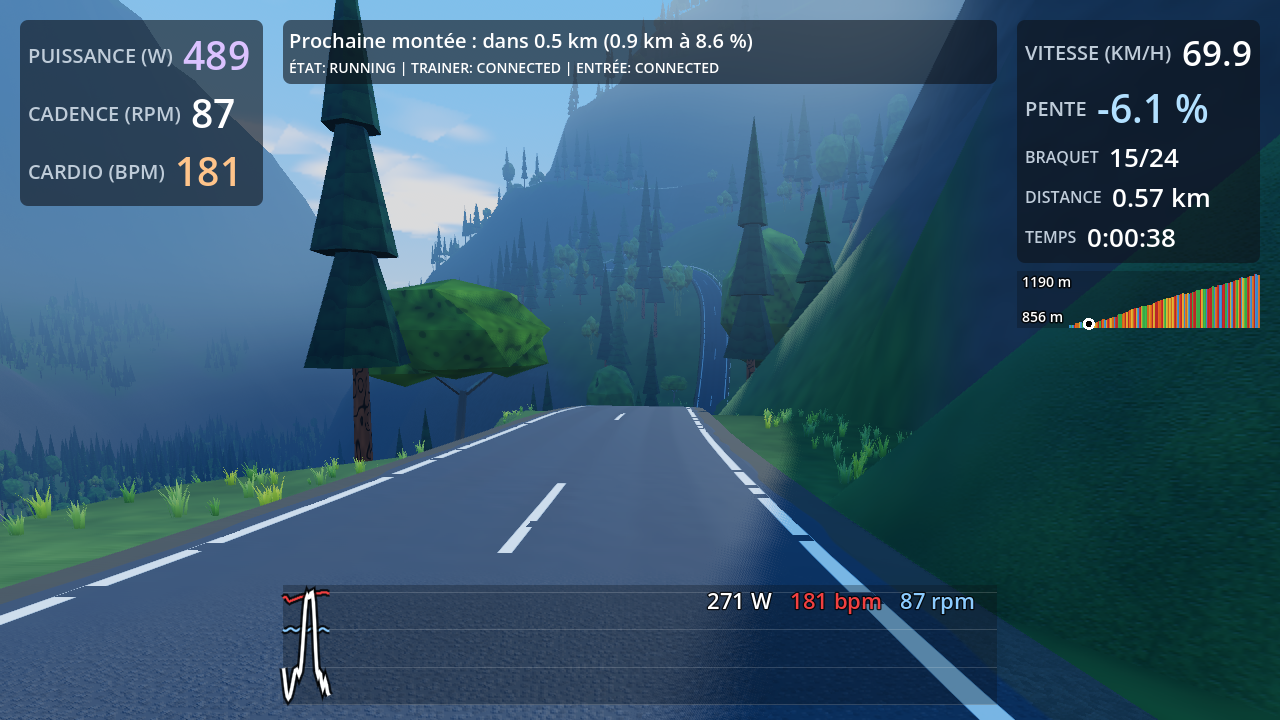 PUISSANCE (W) 489
CADENCE (RPM) 87
CARDIO (BPM) 181
Prochaine montée : dans 0.5 km (0.9 km à 8.6 %)
ÉTAT: RUNNING | TRAINER: CONNECTED | ENTRÉE: CONNECTED
VITESSE (KM/H) 69.9
PENTE -6.1 %
BRAQUET 15/24
DISTANCE 0.57 km
TEMPS 0:00:38
1190 m
856 m
271 W 181 bpm 87 rpm